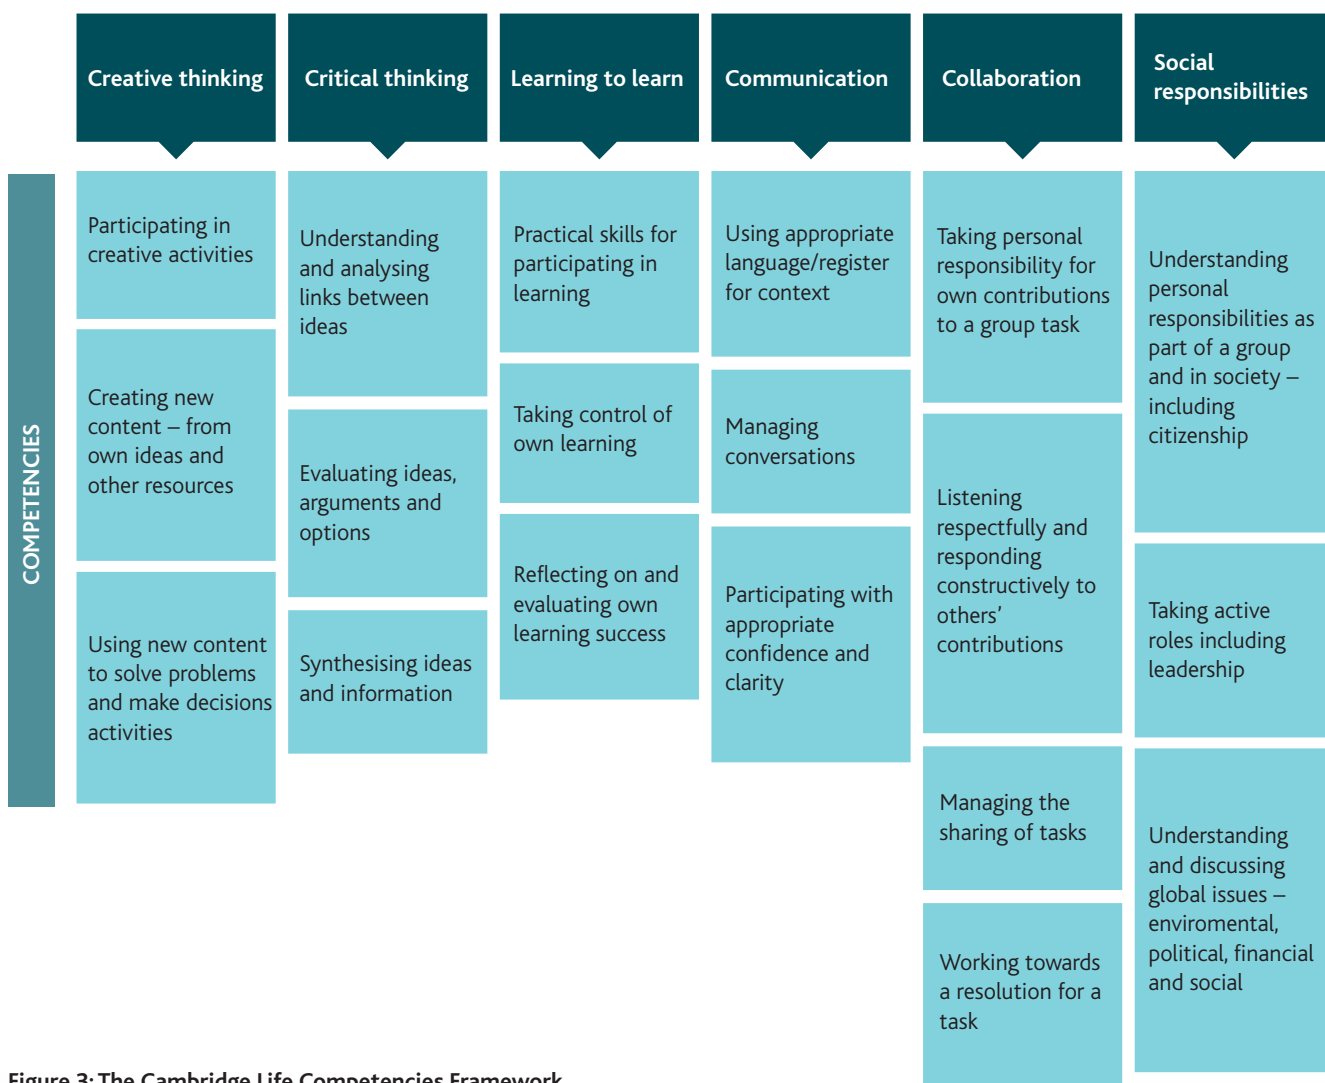 Creative thinking
Critical thinking
Learning to learn
Communication
Collaboration
Social
responsibilities
COMPETENCIES
Participating in
creative activities
Creating new
content – from
own ideas and
other resources
Using new content
to solve problems
and make decisions
activities
Understanding
and analysing
links between
ideas
Evaluating ideas,
arguments and
options
Synthesising ideas
and information
Practical skills for
participating in
learning
Taking control of
own learning
Reflecting on and
evaluating own
learning success
Using appropriate
language/register
for context
Managing
conversations
Participating with
appropriate
confidence and
clarity
Taking personal
responsibility for
own contributions
to a group task
Listening
respectfully and
responding
constructively to
others’
contributions
Managing the
sharing of tasks
Working towards
a resolution for a
task
Understanding
personal
responsibilities as
part of a group
and in society –
including
citizenship
Taking active
roles including
leadership
Understanding
and discussing
global issues –
enviromental,
political, financial
and social
Figure 3: The Cambridge Life Competencies Framework